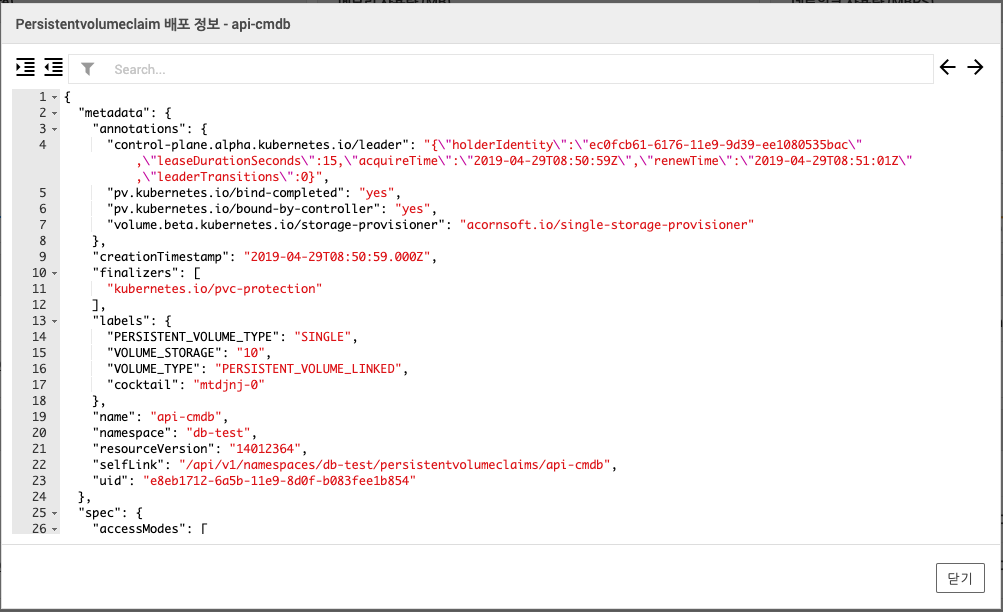 Persistentvolumeclaim 배포 정보 - api-cmdb
Search...
1 {
2 "metadata": {
3 "annotations": {
4 "control-plane.alpha.kubernetes.io/leader": "{\"holderIdentity\":\"ec0fcb61-6176-11e9-9d39-ee1080535bac\"
,\"leaseDurationSeconds\":15,\"acquireTime\":\"2019-04-29T08:50:59Z\",\"renewTime\":\"2019-04-29T08:51:01Z\"
,\"leaderTransitions\":0}",
5 "pv.kubernetes.io/bind-completed": "yes",
6 "pv.kubernetes.io/bound-by-controller": "yes",
7 "volume.beta.kubernetes.io/storage-provisioner": "acornsoft.io/single-storage-provisioner"
8 },
9 "creationTimestamp": "2019-04-29T08:50:59.000Z",
10 "finalizers": [
11 "kubernetes.io/pvc-protection"
12 ],
13 "labels": {
14 "PERSISTENT_VOLUME_TYPE": "SINGLE",
15 "VOLUME_STORAGE": "10",
16 "VOLUME_TYPE": "PERSISTENT_VOLUME_LINKED",
17 "cocktail": "mtdjnj-0"
18 },
19 "name": "api-cmdb",
20 "namespace": "db-test",
21 "resourceVersion": "14012364",
22 "selfLink": "/api/v1/namespaces/db-test/persistentvolumeclaims/api-cmdb",
23 "uid": "e8eb1712-6a5b-11e9-8d0f-b083fee1b854"
24 },
25 "spec": {
26 "accessModes": [
닫기